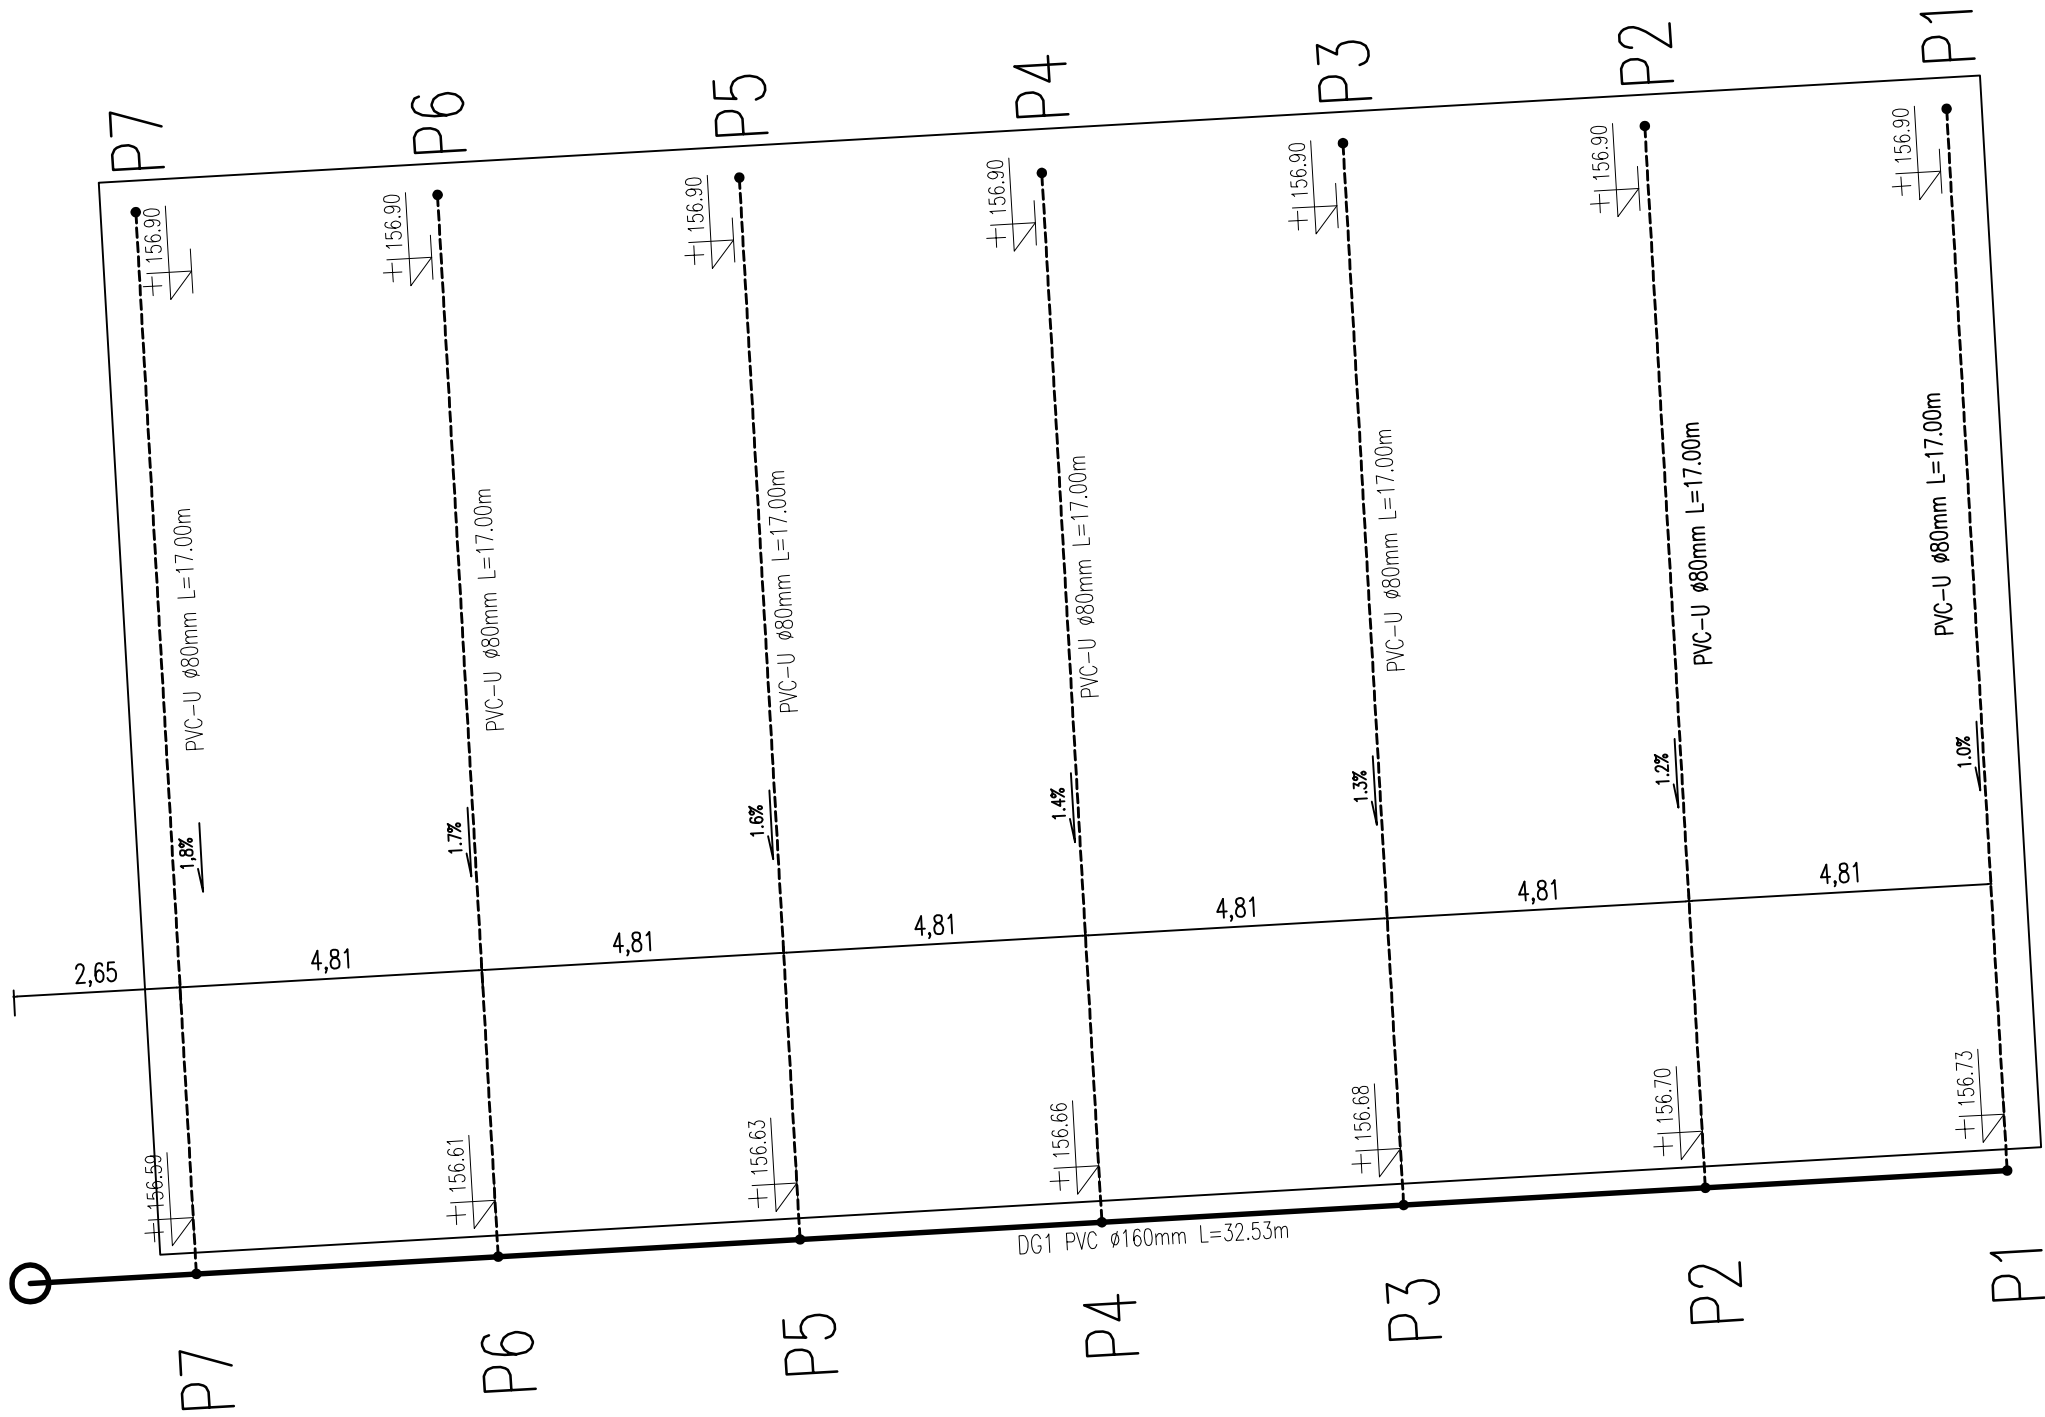 P7
P6
P5
P4
P3
P2
P1
+156.90
+156.90
+156.90
+156.90
+156.90
+156.90
+156.90
PVC-U ø80mm L=17.00m
PVC-U ø80mm L=17.00m
PVC-U ø80mm L=17.00m
PVC-U ø80mm L=17.00m
PVC-U ø80mm L=17.00m
PVC-U ø80mm L=17.00m
PVC-U ø80mm L=17.00m
1,8%
1.7%
1.6%
1.4%
1.3%
1.2%
1.0%
2,65
4,81
4,81
4,81
4,81
4,81
4,81
+156.59
+156.61
+156.63
+156.66
+156.68
+156.70
+156.73
DG1 PVC ø160mm L=32.53m
P7
P6
P5
P4
P3
P2
P1